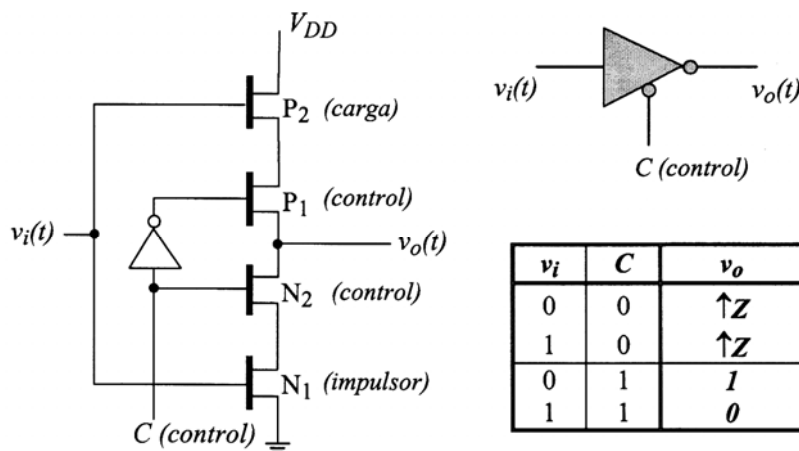 V_DD
P₂ (carga)
P₁ (control)
v_i(t)
v_o(t)
N₂ (control)
N₁ (impulsor)
C (control)
v_i(t)
v_o(t)
C (control)
v_i C v_o
0 0 ↑Z
1 0 ↑Z
0 1 1
1 1 0